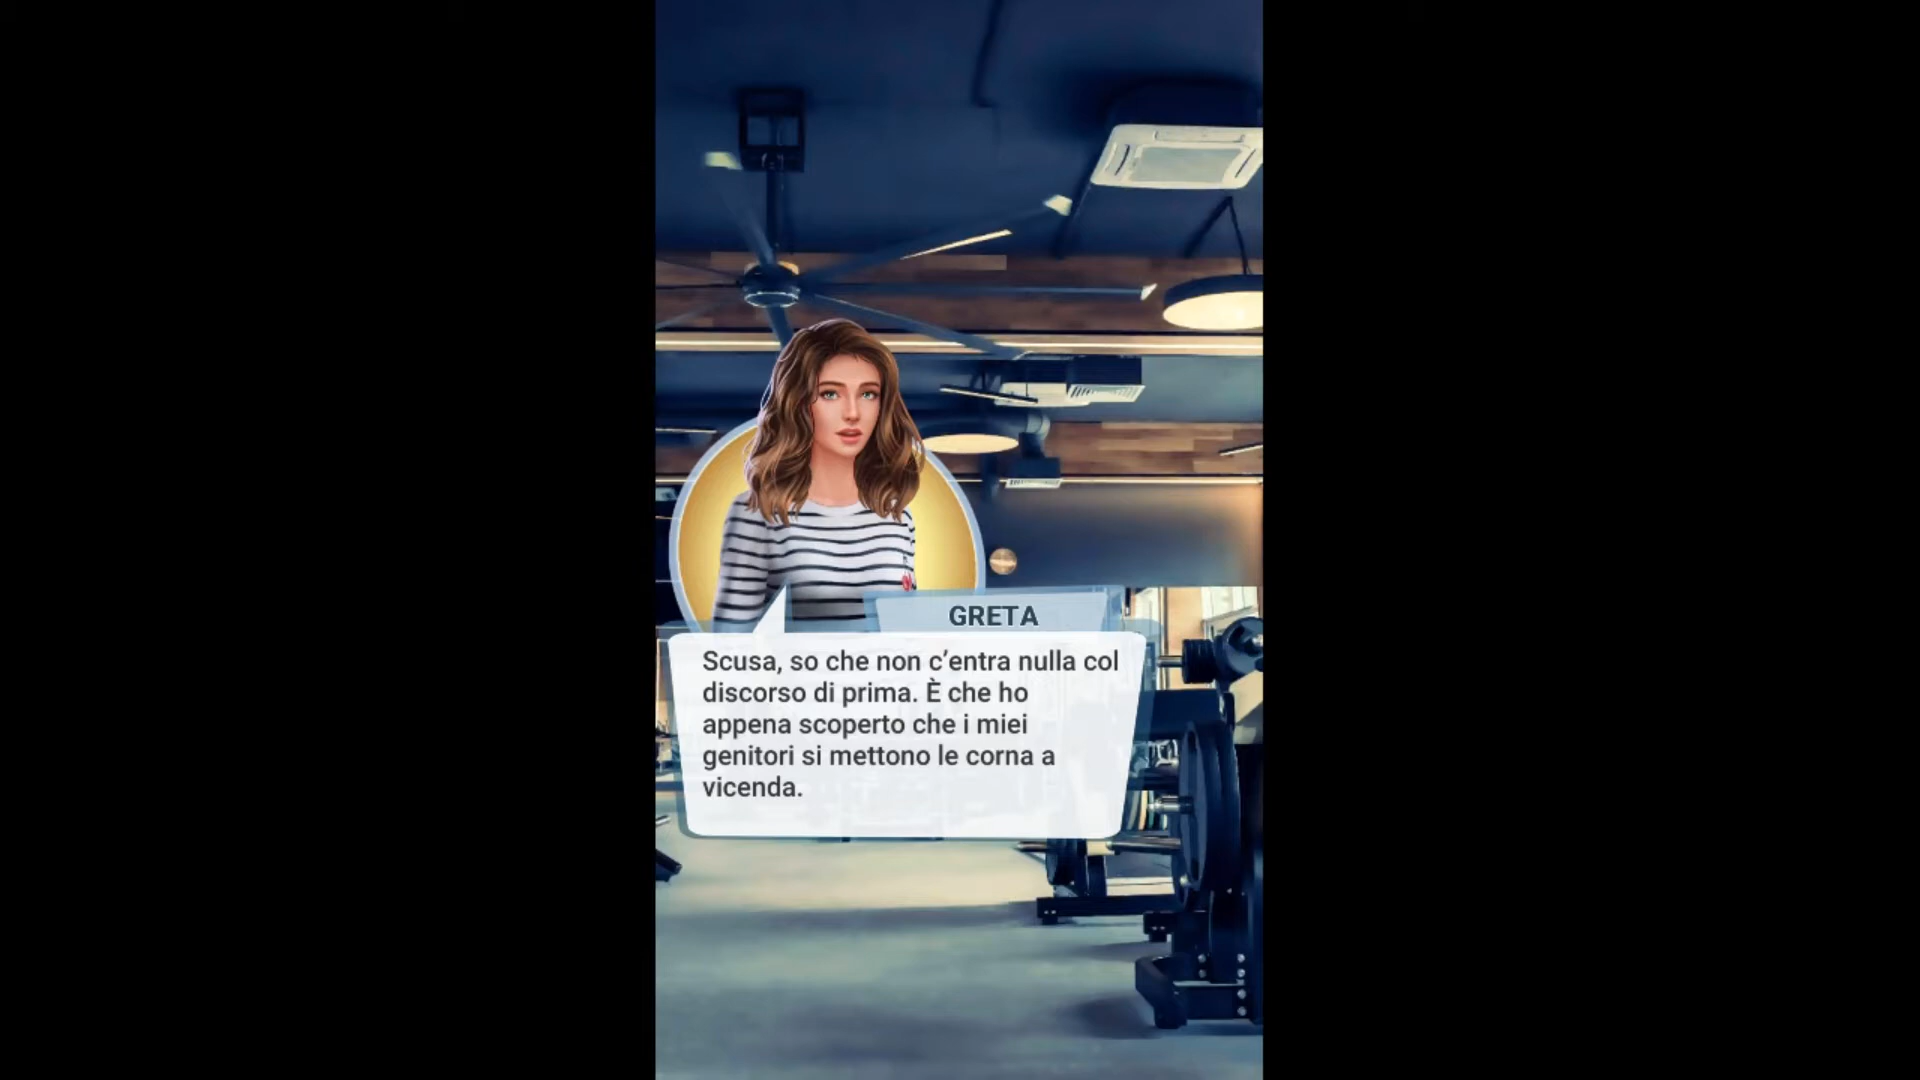 GRETA
Scusa, so che non c’entra nulla col
discorso di prima. È che ho
appena scoperto che i miei
genitori si mettono le corna a
vicenda.